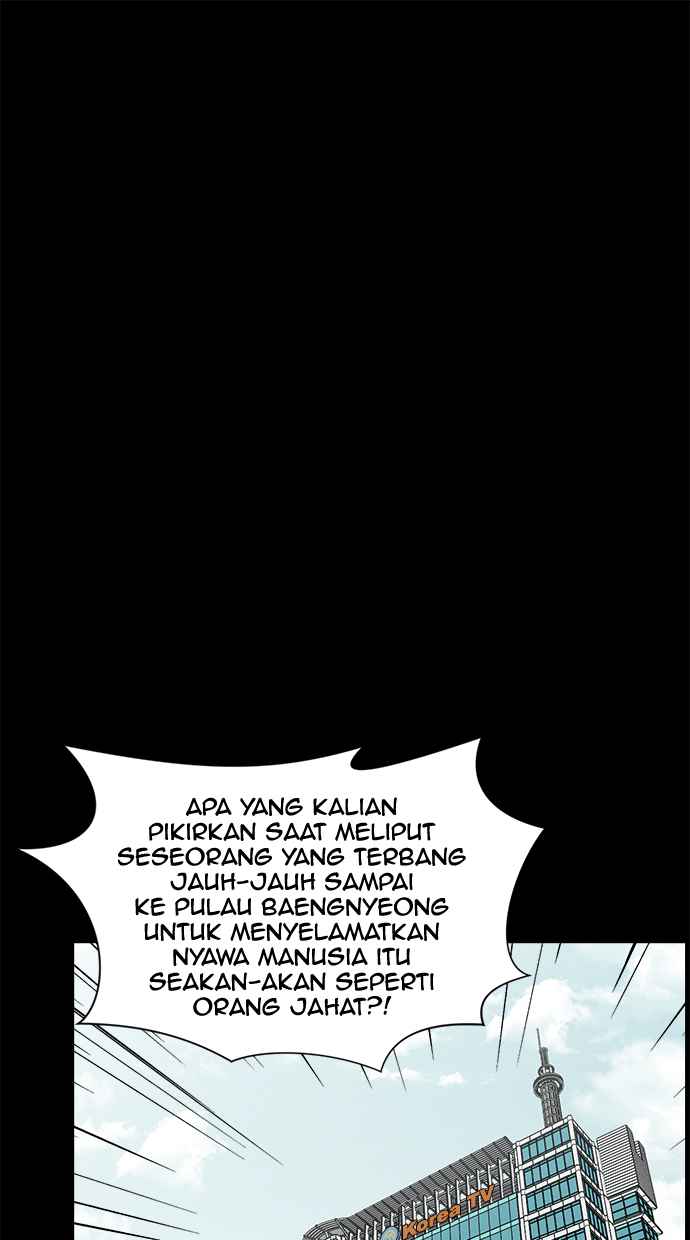 APA YANG KALIAN
PIKIRKAN SAAT MELIPUT
SESEORANG YANG TERBANG
JAUH-JAUH SAMPAI
KE PULAU BAENGNYEONG
UNTUK MENYELAMATKAN
NYAWA MANUSIA ITU
SEAKAN-AKAN SEPERTI
ORANG JAHAT?!
Korea TV